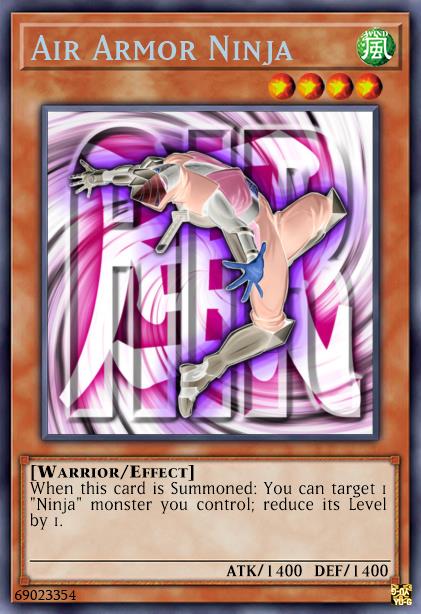 Air Armor Ninja
WIND
風
AIR
[Warrior/Effect]
When this card is Summoned: You can target 1
"Ninja" monster you control; reduce its Level
by 1.
ATK/1400 DEF/1400
69023354